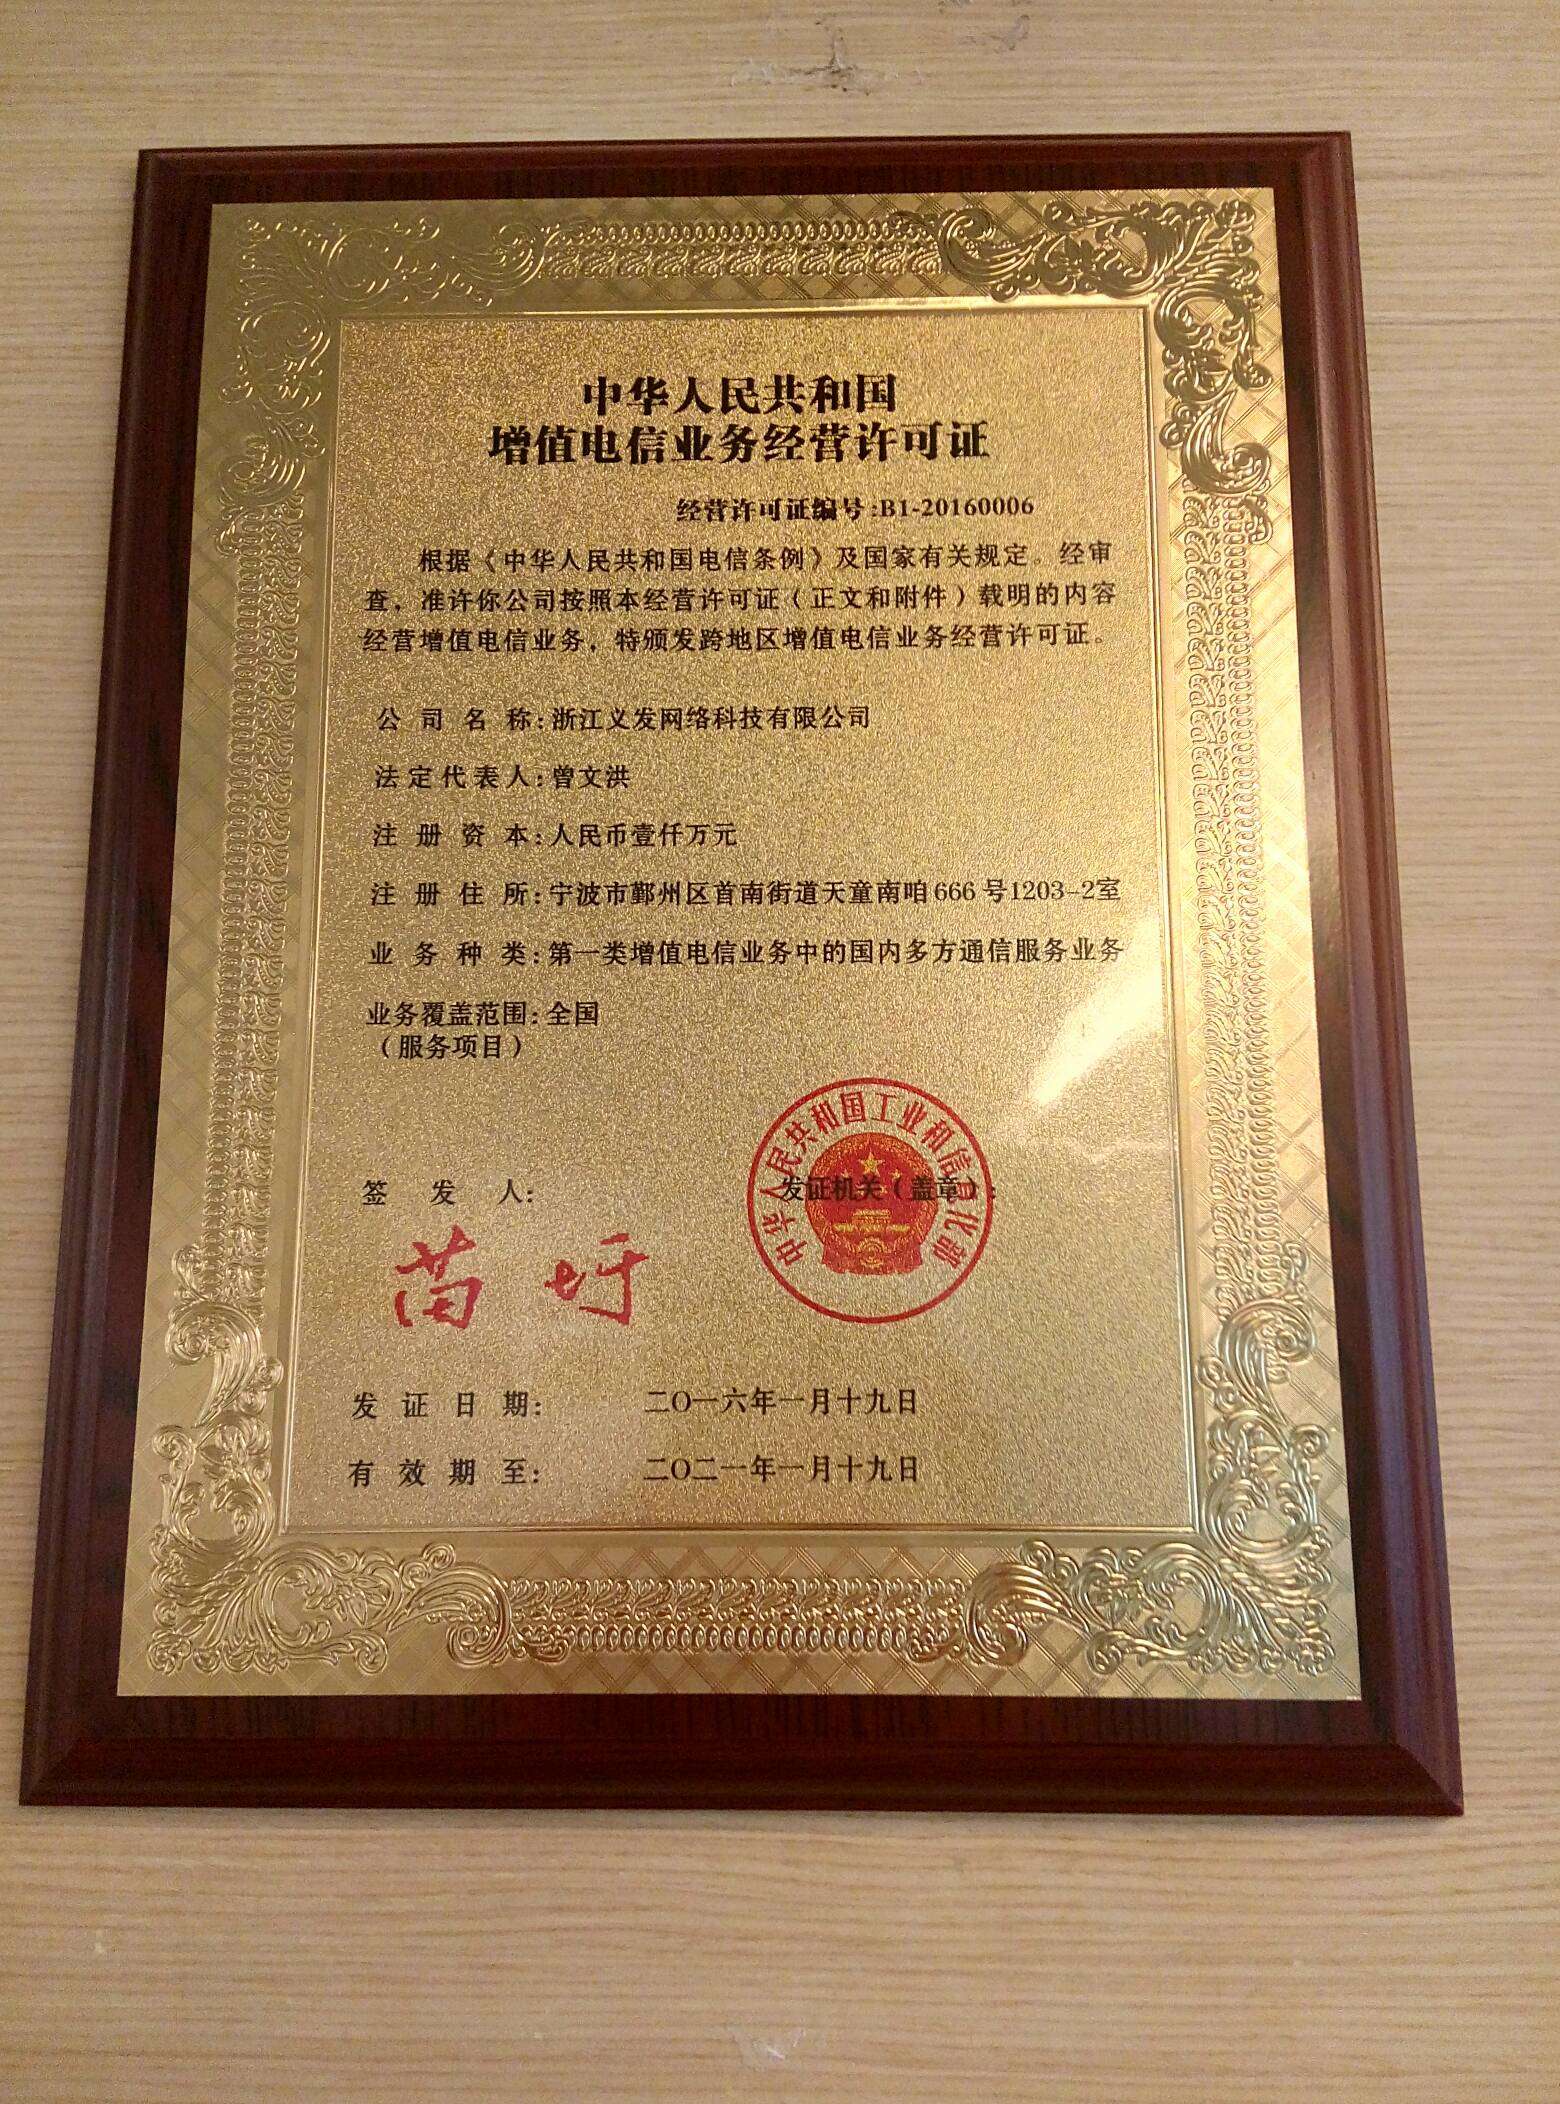 中华人民共和国
增值电信业务经营许可证
经营许可证编号:B1-20160006
根据《中华人民共和国电信条例》及国家有关规定。经审
查,准许你公司按照本经营许可证(正文和附件)载明的内容
经营增值电信业务,特颁发跨地区增值电信业务经营许可证。
公司名称:浙江义发网络科技有限公司
法定代表人:曾文洪
注册资本:人民币壹仟万元
注册住所:宁波市鄞州区首南街道天童南咱666号1203-2室
业务种类:第一类增值电信业务中的国内多方通信服务业务
业务覆盖范围:全国
(服务项目)
中华人民共和国工业和信息化部
签发人:
发证机关(盖章):
苗圩
发证日期: 二〇一六年一月十九日
有效期至: 二〇二一年一月十九日